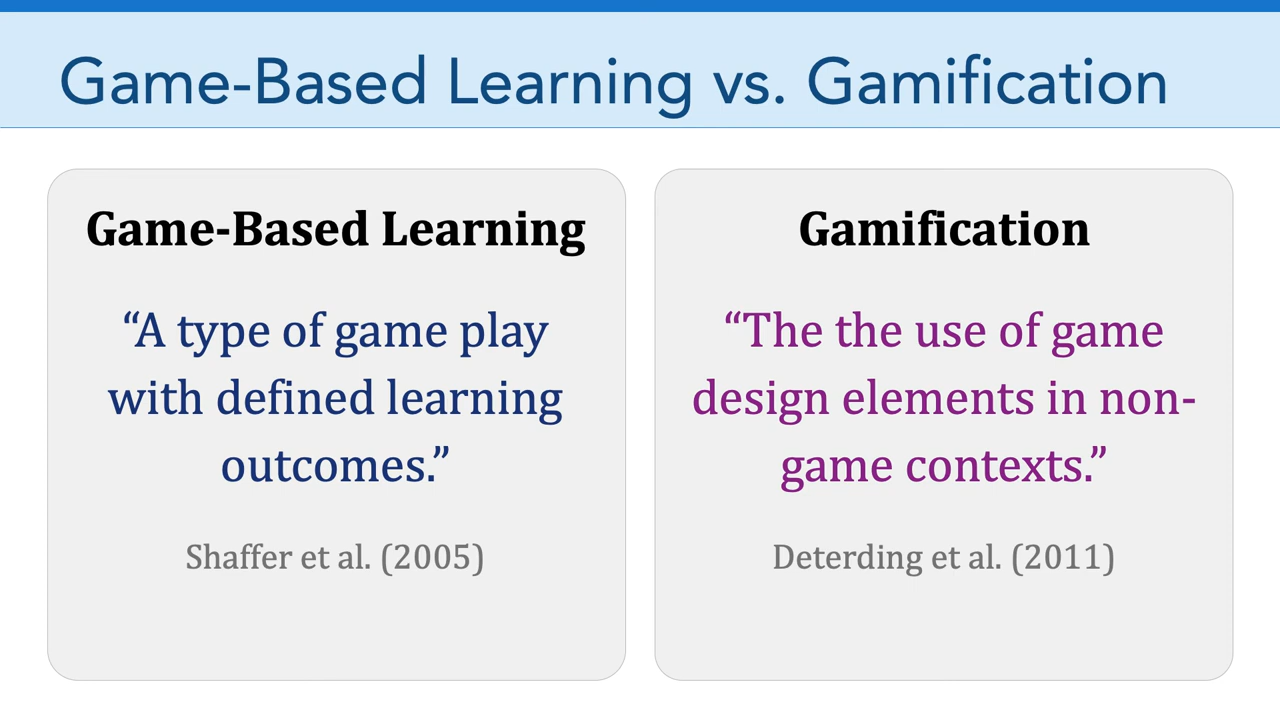 Game-Based Learning vs. Gamification
Game-Based Learning
“A type of game play
with defined learning
outcomes.”
Shaffer et al. (2005)
Gamification
“The the use of game
design elements in non-
game contexts.”
Deterding et al. (2011)